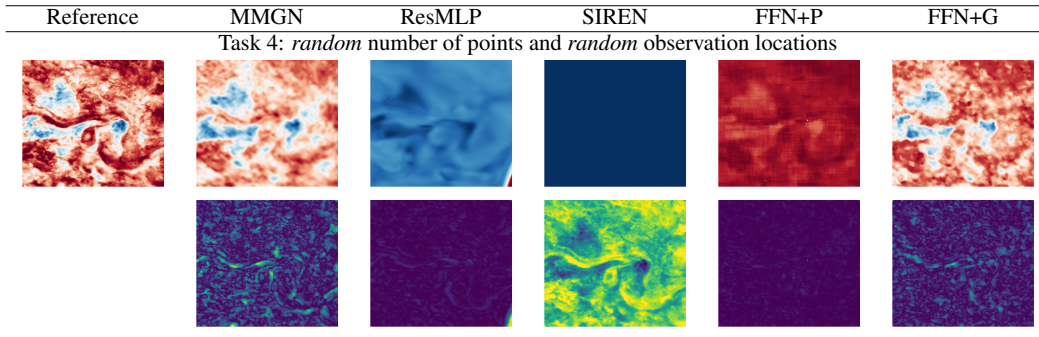 Reference MMGN ResMLP SIREN FFN+P FFN+G
Task 4: random number of points and random observation locations